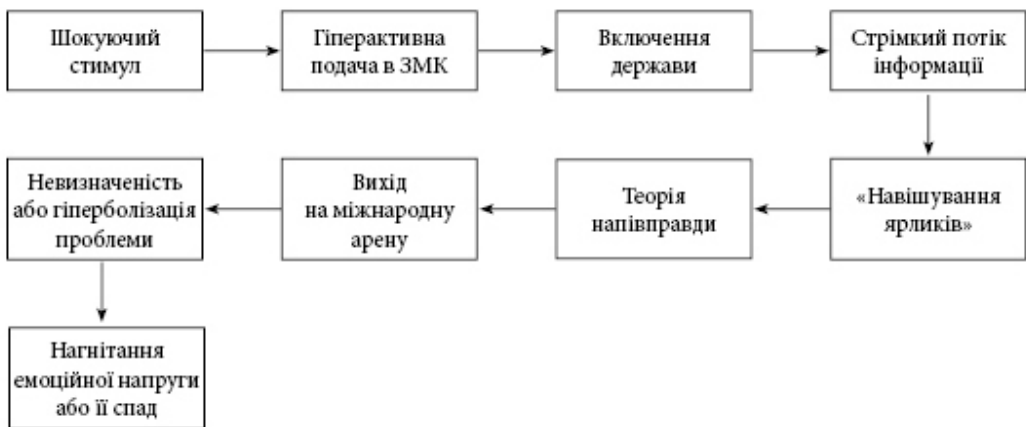 Шокуючий
стимул
Гіперактивна
подача в ЗМК
Включення
держави
Стрімкий потік
інформації
«Навішування
ярликів»
Теорія
напівправди
Вихід
на міжнародну
арену
Невизначеність
або гіперболізація
проблеми
Нагнітання
емоційної напруги
або її спад